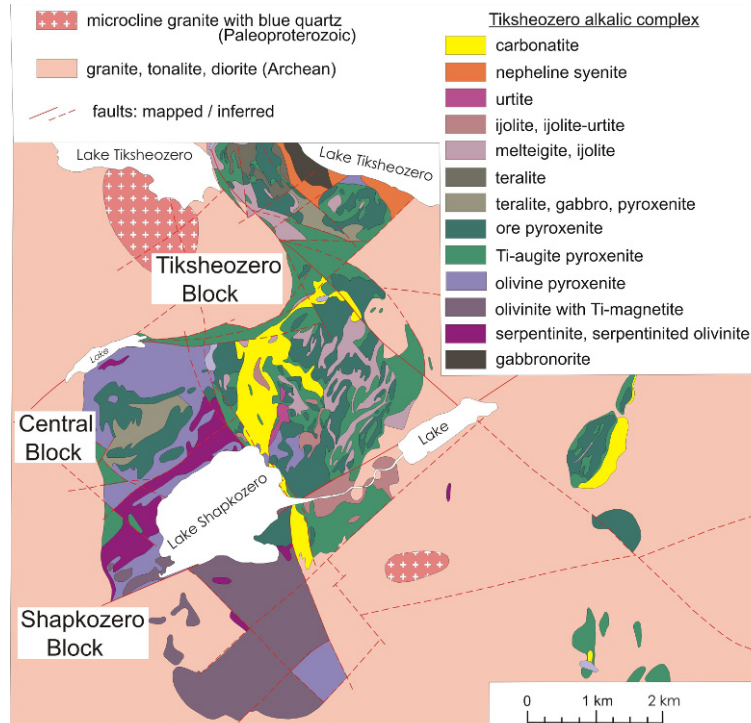 microcline granite with blue quartz
(Paleoproterozoic)
granite, tonalite, diorite (Archean)
faults: mapped / inferred
Tiksheozero alkalic complex
carbonatite
nepheline syenite
urtite
ijolite, ijolite-urtite
melteigite, ijolite
teralite
teralite, gabbro, pyroxenite
ore pyroxenite
Ti-augite pyroxenite
olivine pyroxenite
olivinite with Ti-magnetite
serpentinite, serpentinited olivinite
gabbronorite
Lake Tiksheozero
Lake Tiksheozero
Tiksheozero
Block
Lake
Central
Block
Lake
Lake Shapkozero
Shapkozero
Block
0 1 km 2 km